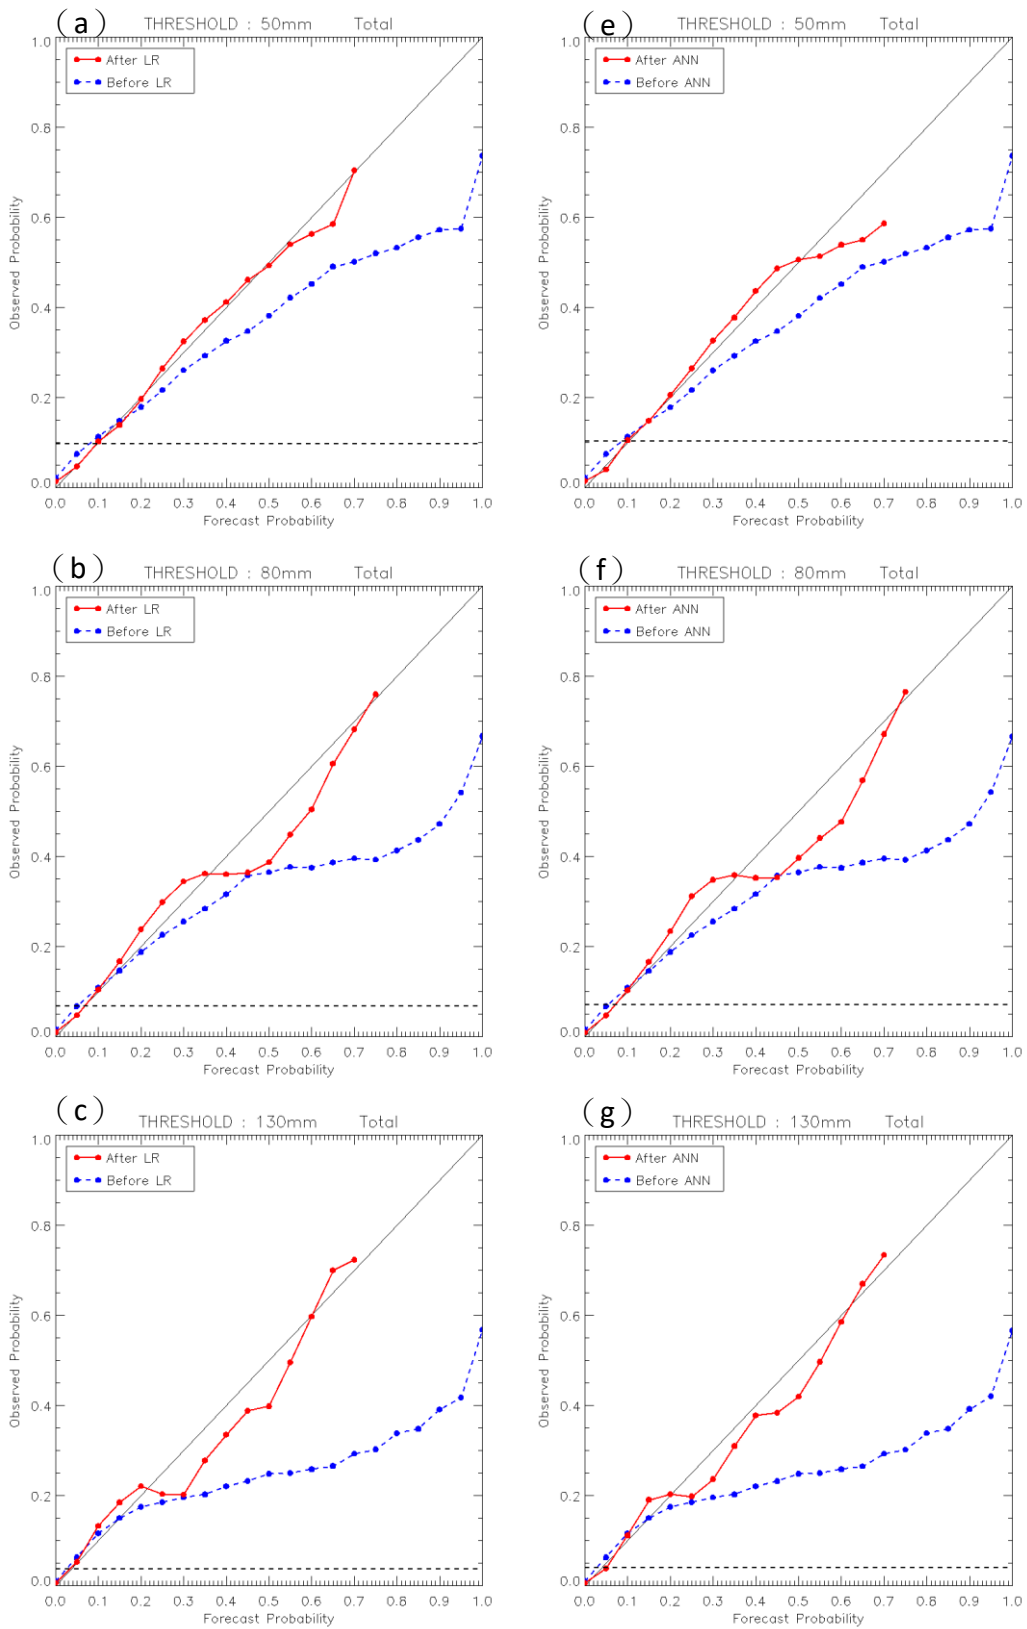 (a) THRESHOLD : 50mm Total
After LR
Before LR
1.0
0.8
0.6
0.4
0.2
0.0
Observed Probability
0.0 0.1 0.2 0.3 0.4 0.5 0.6 0.7 0.8 0.9 1.0
Forecast Probability
(e) THRESHOLD : 50mm Total
After ANN
Before ANN
1.0
0.8
0.6
0.4
0.2
0.0
Observed Probability
0.0 0.1 0.2 0.3 0.4 0.5 0.6 0.7 0.8 0.9 1.0
Forecast Probability
(b) THRESHOLD : 80mm Total
After LR
Before LR
1.0
0.8
0.6
0.4
0.2
0.0
Observed Probability
0.0 0.1 0.2 0.3 0.4 0.5 0.6 0.7 0.8 0.9 1.0
Forecast Probability
(f) THRESHOLD : 80mm Total
After ANN
Before ANN
1.0
0.8
0.6
0.4
0.2
0.0
Observed Probability
0.0 0.1 0.2 0.3 0.4 0.5 0.6 0.7 0.8 0.9 1.0
Forecast Probability
(c) THRESHOLD : 130mm Total
After LR
Before LR
1.0
0.8
0.6
0.4
0.2
0.0
Observed Probability
0.0 0.1 0.2 0.3 0.4 0.5 0.6 0.7 0.8 0.9 1.0
Forecast Probability
(g) THRESHOLD : 130mm Total
After ANN
Before ANN
1.0
0.8
0.6
0.4
0.2
0.0
Observed Probability
0.0 0.1 0.2 0.3 0.4 0.5 0.6 0.7 0.8 0.9 1.0
Forecast Probability